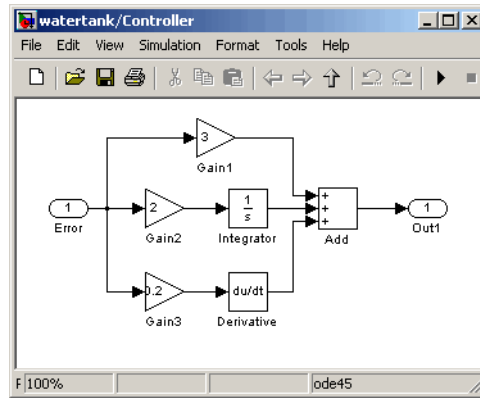 watertank/Controller
File Edit View Simulation Format Tools Help
3
Gain1
1
Error
2
Gain2
1
s
Integrator
+
+
+
Add
1
Out1
0.2
Gain3
du/dt
Derivative
F 100% ode45